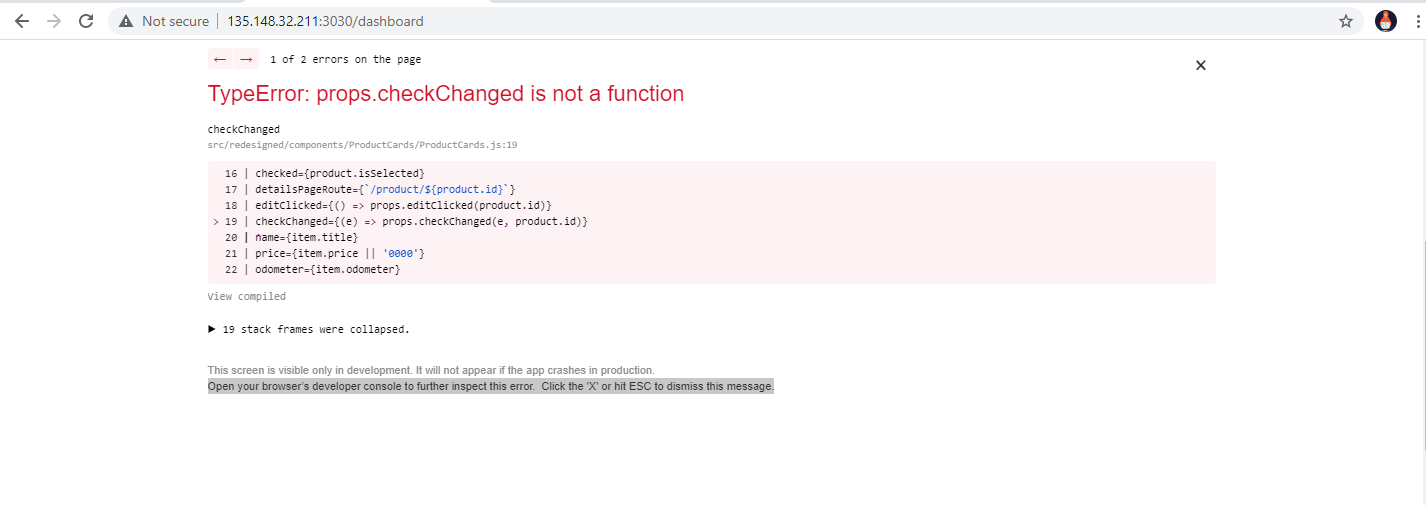 Not secure 135.148.32.211:3030/dashboard
← → 1 of 2 errors on the page
TypeError: props.checkChanged is not a function
checkChanged
src/redesigned/components/ProductCards/ProductCards.js:19
16 | checked={product.isSelected}
17 | detailsPageRoute={`/product/${product.id}`}
18 | editClicked={() => props.editClicked(product.id)}
> 19 | checkChanged={(e) => props.checkChanged(e, product.id)}
20 | name={item.title}
21 | price={item.price || '0000'}
22 | odometer={item.odometer}
View compiled
▶ 19 stack frames were collapsed.
This screen is visible only in development. It will not appear if the app crashes in production.
Open your browser's developer console to further inspect this error.  Click the 'X' or hit ESC to dismiss this message.